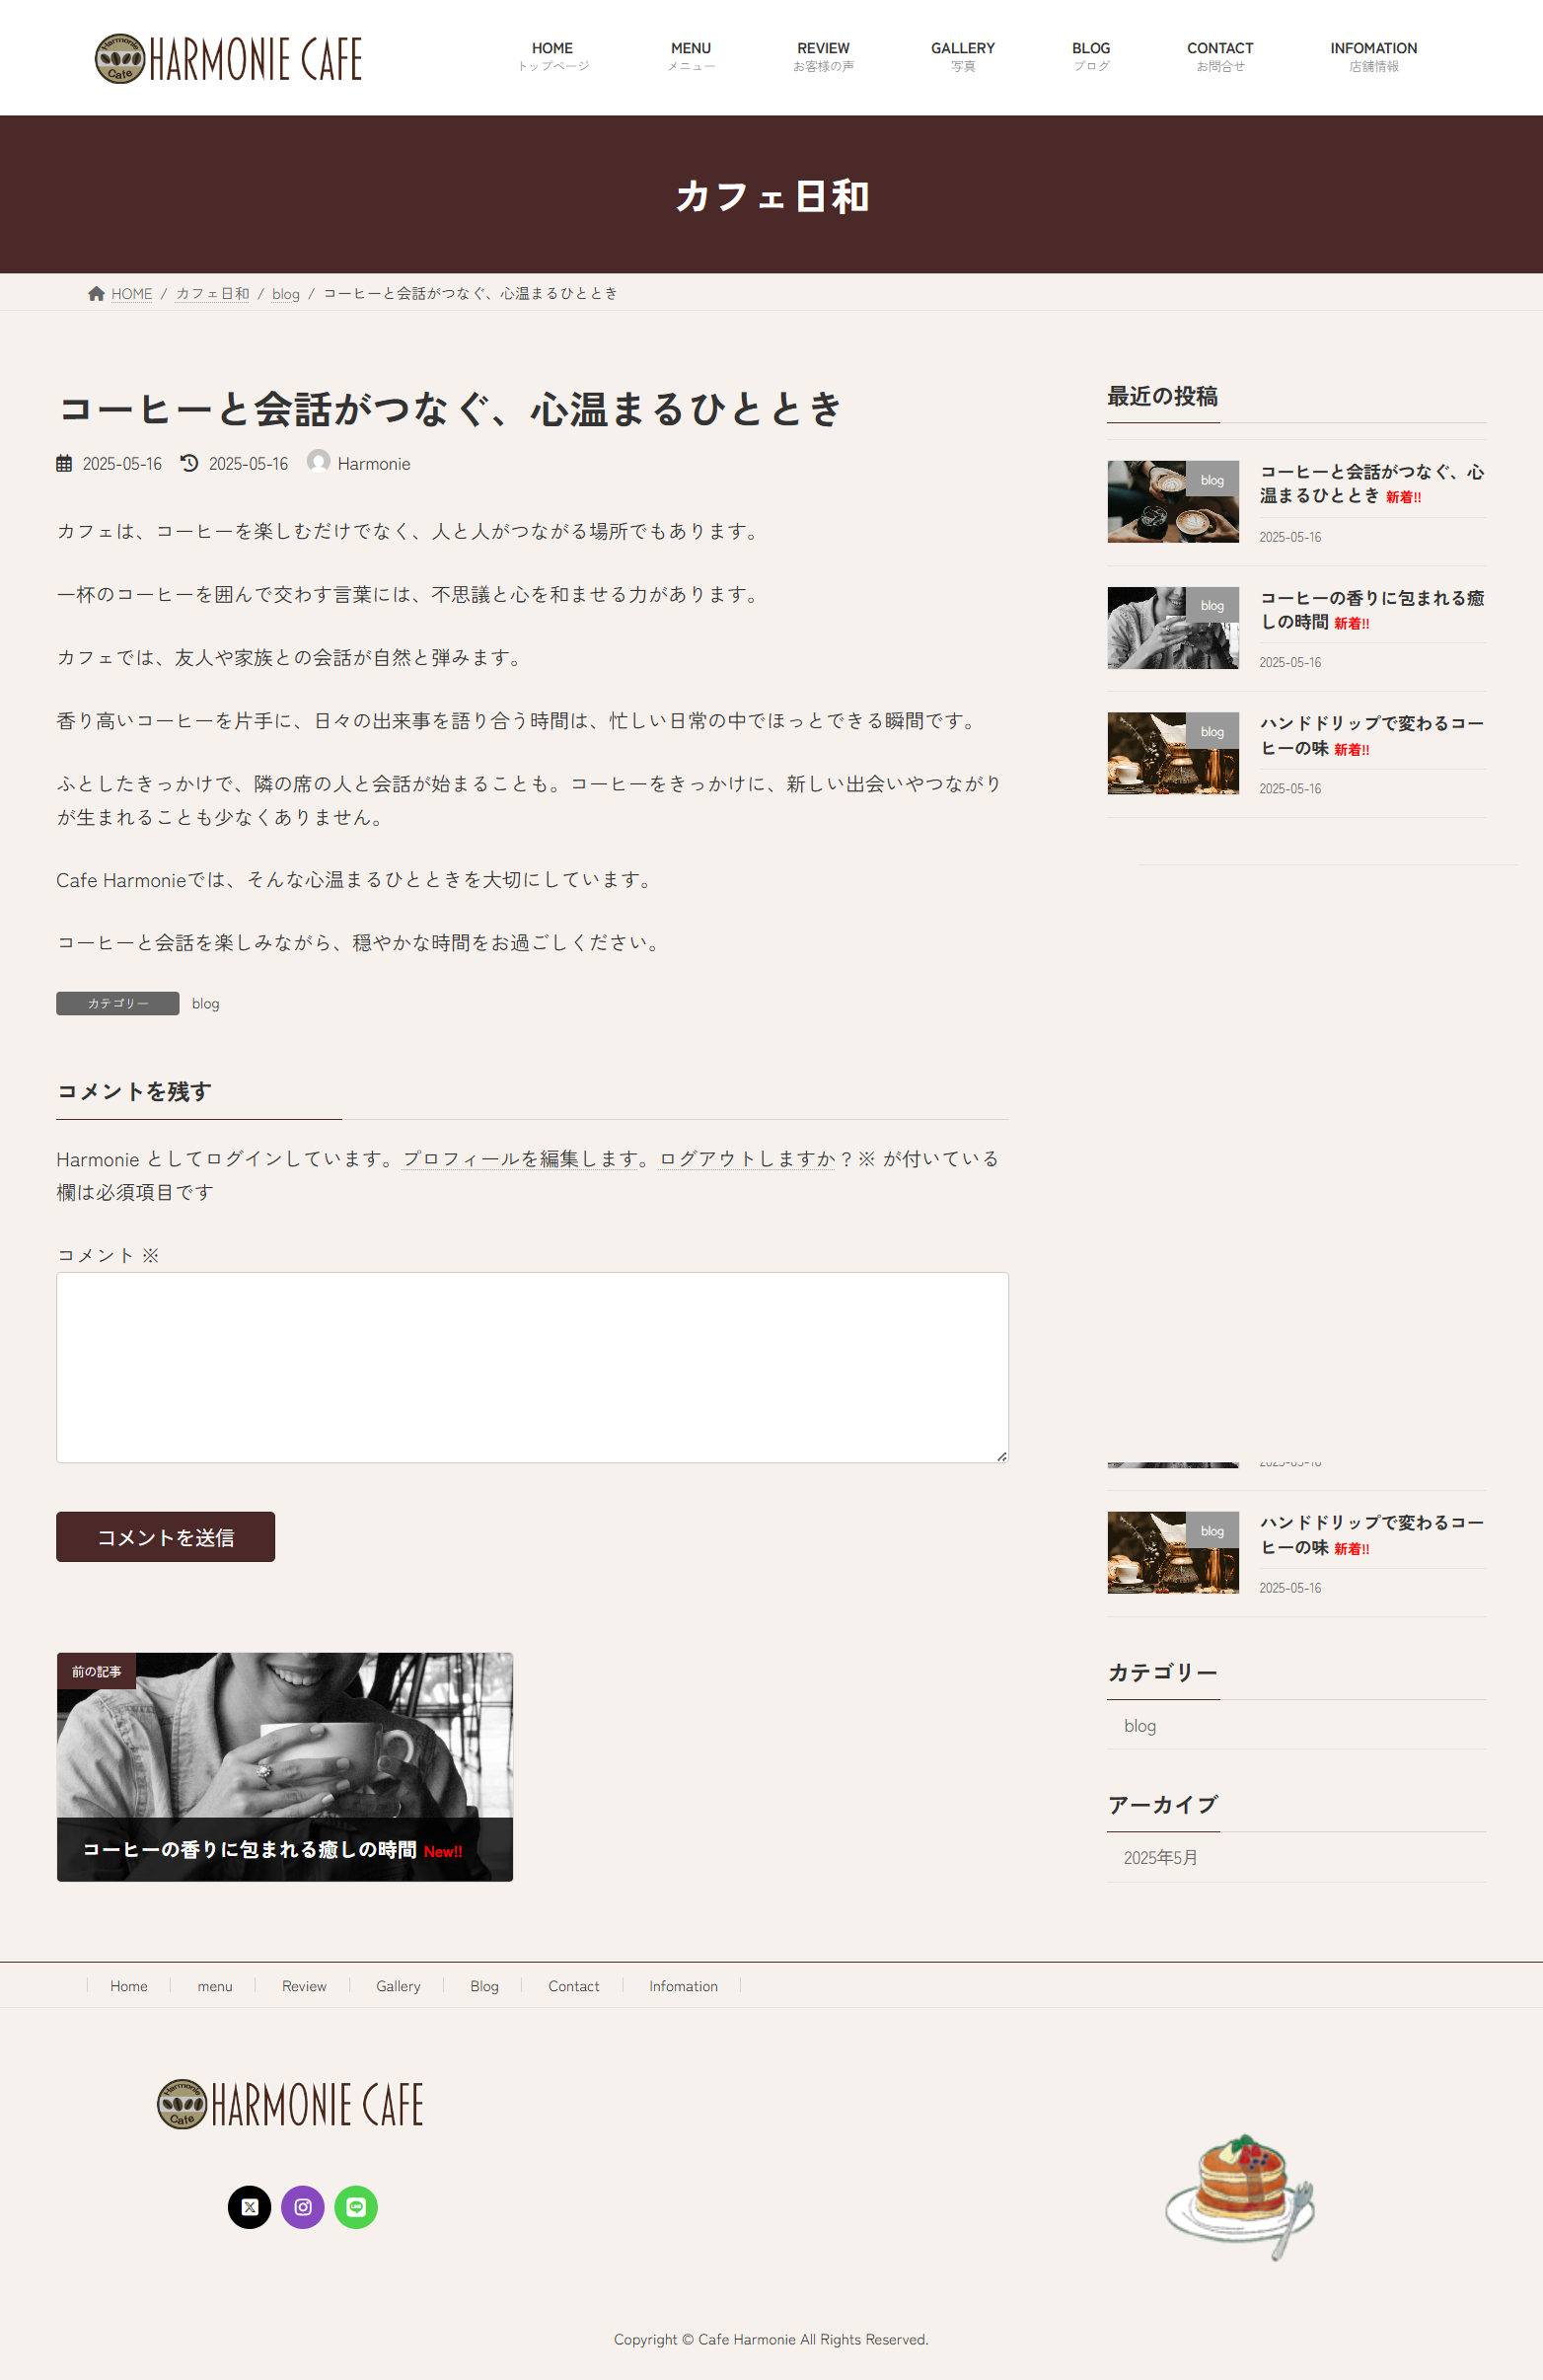 Harmonie Cafe HARMONIE CAFE
HOME
トップページ
MENU
メニュー
REVIEW
お客様の声
GALLERY
写真
BLOG
ブログ
CONTACT
お問合せ
INFOMATION
店舗情報
カフェ日和
HOME / カフェ日和 / blog / コーヒーと会話がつなぐ、心温まるひととき
コーヒーと会話がつなぐ、心温まるひととき
2025-05-16 2025-05-16 Harmonie
カフェは、コーヒーを楽しむだけでなく、人と人がつながる場所でもあります。
一杯のコーヒーを囲んで交わす言葉には、不思議と心を和ませる力があります。
カフェでは、友人や家族との会話が自然と弾みます。
香り高いコーヒーを片手に、日々の出来事を語り合う時間は、忙しい日常の中でほっとできる瞬間です。
ふとしたきっかけで、隣の席の人と会話が始まることも。コーヒーをきっかけに、新しい出会いやつながり
が生まれることも少なくありません。
Cafe Harmonieでは、そんな心温まるひとときを大切にしています。
コーヒーと会話を楽しみながら、穏やかな時間をお過ごしください。
カテゴリー blog
コメントを残す
Harmonie としてログインしています。プロフィールを編集します。ログアウトしますか ? ※ が付いている
欄は必須項目です
コメント ※
コメントを送信
前の記事
コーヒーの香りに包まれる癒しの時間 New!!
最近の投稿
blog
コーヒーと会話がつなぐ、心
温まるひととき 新着!!
2025-05-16
blog
コーヒーの香りに包まれる癒
しの時間 新着!!
2025-05-16
blog
ハンドドリップで変わるコー
ヒーの味 新着!!
2025-05-16
2025-05-16
blog
ハンドドリップで変わるコー
ヒーの味 新着!!
2025-05-16
カテゴリー
blog
アーカイブ
2025年5月
Home menu Review Gallery Blog Contact Infomation
Harmonie Cafe HARMONIE CAFE
LINE
Copyright © Cafe Harmonie All Rights Reserved.